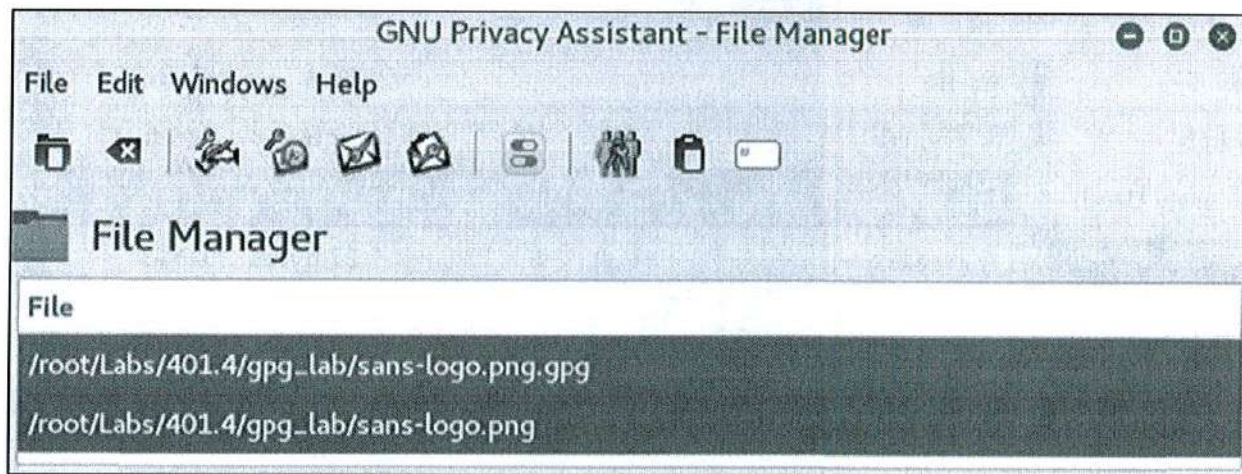 GNU Privacy Assistant - File Manager
File Edit Windows Help
File Manager
File
/root/Labs/401.4/gpg_lab/sans-logo.png.gpg
/root/Labs/401.4/gpg_lab/sans-logo.png